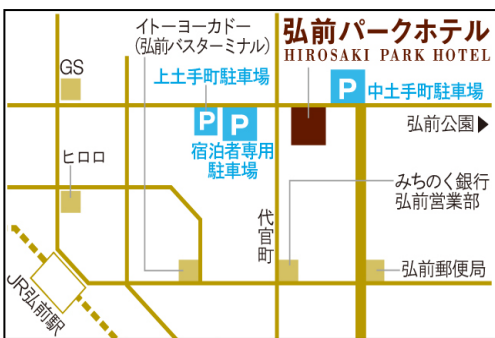 イトーヨーカドー
(弘前バスターミナル)
弘前パークホテル
HIROSAKI PARK HOTEL
GS
上土手町駐車場
P
中土手町駐車場
P
P
弘前公園▶
宿泊者専用
駐車場
ヒロロ
みちのく銀行
弘前営業部
代官町
弘前郵便局
JR弘前駅